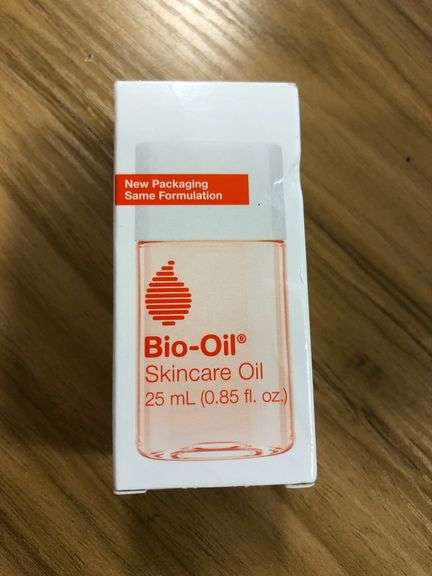 New Packaging
Same Formulation
Bio-Oil®
Skincare Oil
25 mL (0.85 fl. oz.)